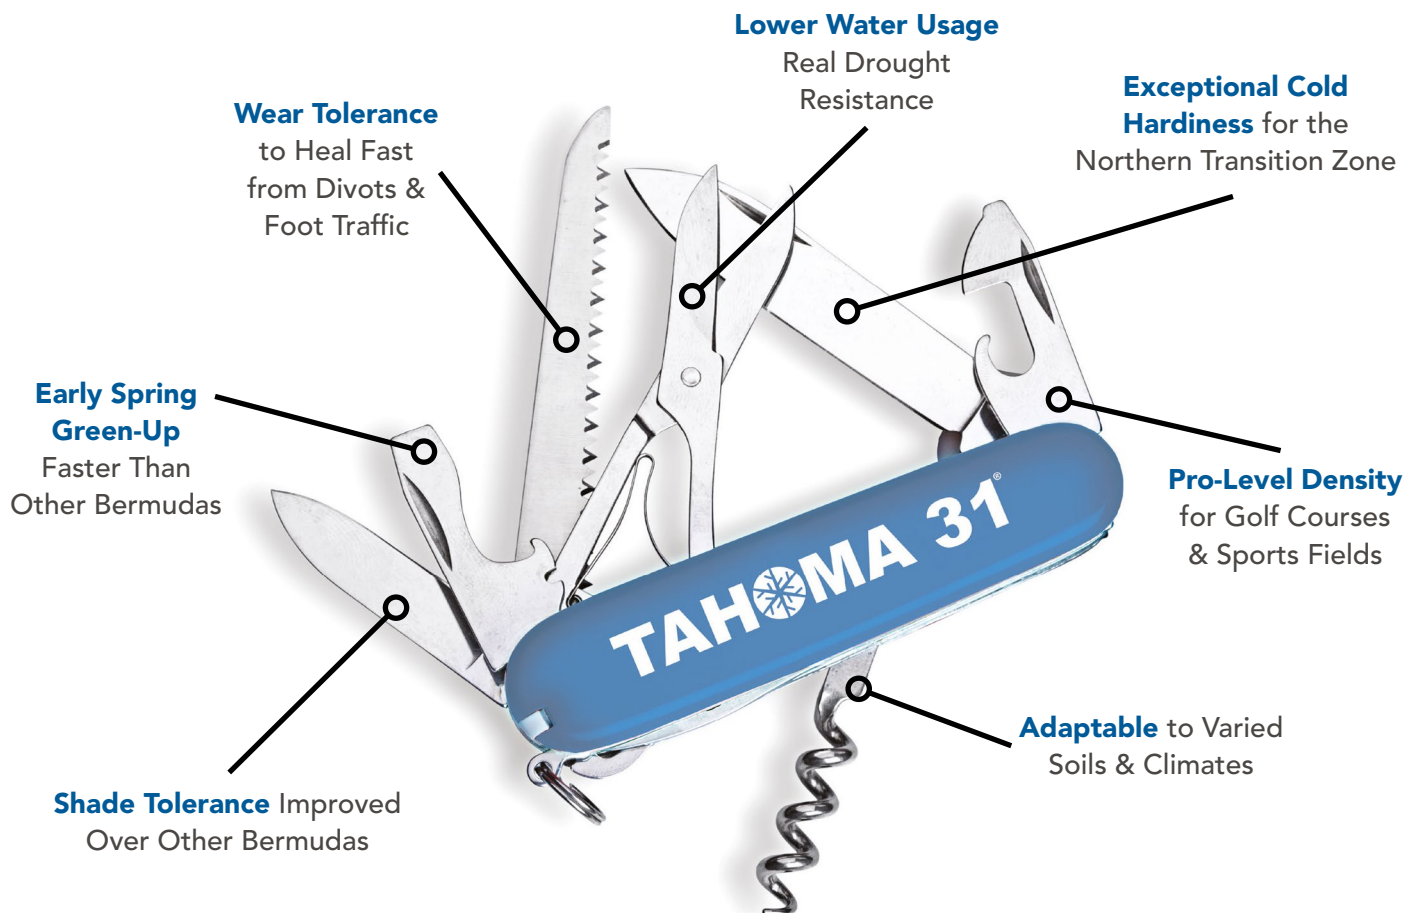 Lower Water Usage
Real Drought
Resistance
Exceptional Cold
Hardiness for the
Northern Transition Zone
Wear Tolerance
to Heal Fast
from Divots &
Foot Traffic
Early Spring
Green-Up
Faster Than
Other Bermudas
Pro-Level Density
for Golf Courses
& Sports Fields
TAHOMA 31®
Adaptable to Varied
Soils & Climates
Shade Tolerance Improved
Over Other Bermudas